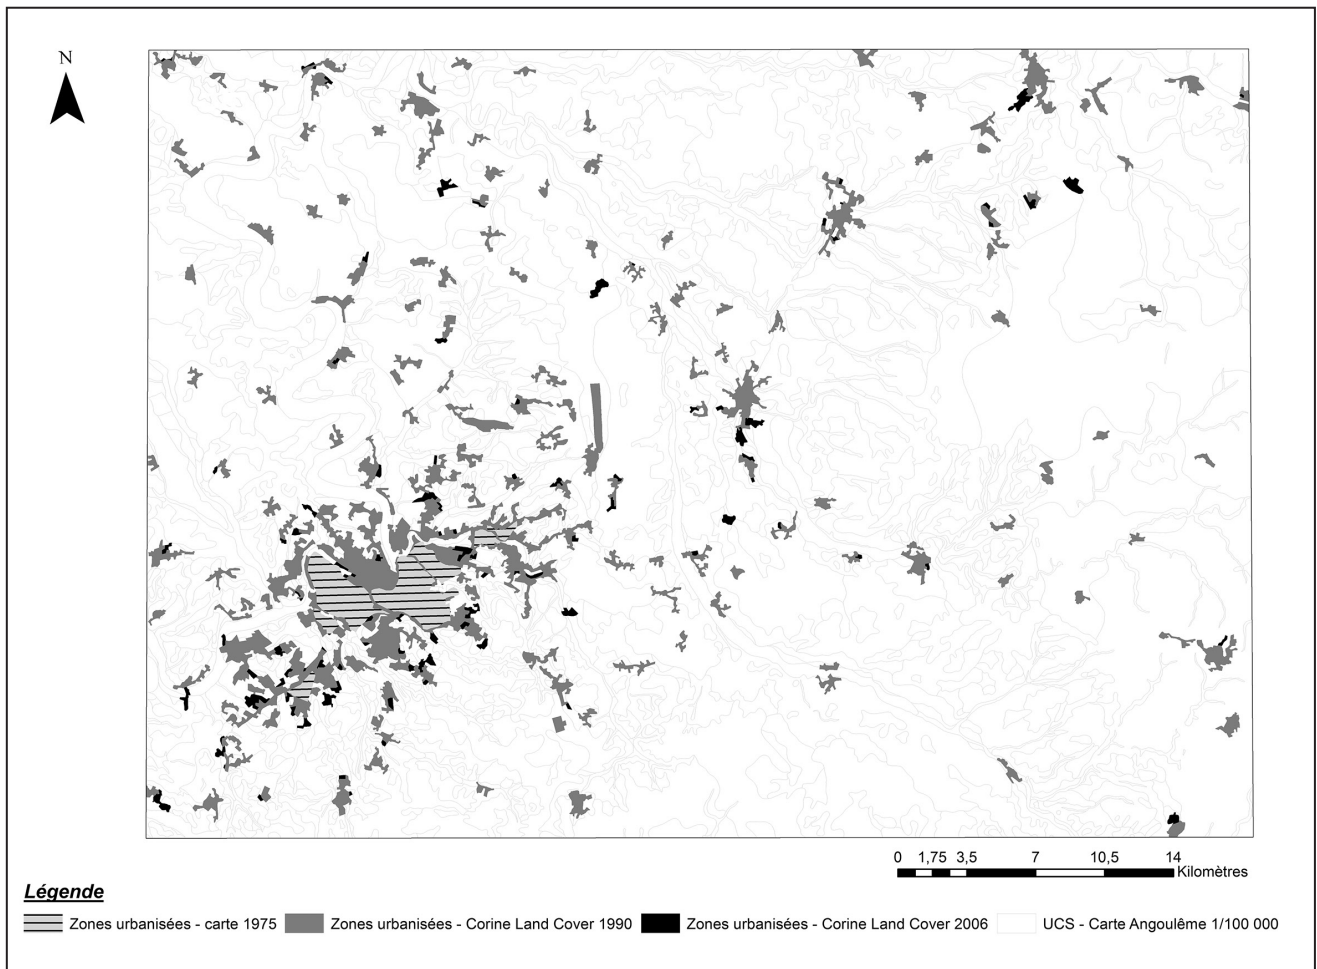 N
0 1,75 3,5 7 10,5 14
Kilomètres
Légende
Zones urbanisées - carte 1975
Zones urbanisées - Corine Land Cover 1990
Zones urbanisées - Corine Land Cover 2006
UCS - Carte Angoulême 1/100 000